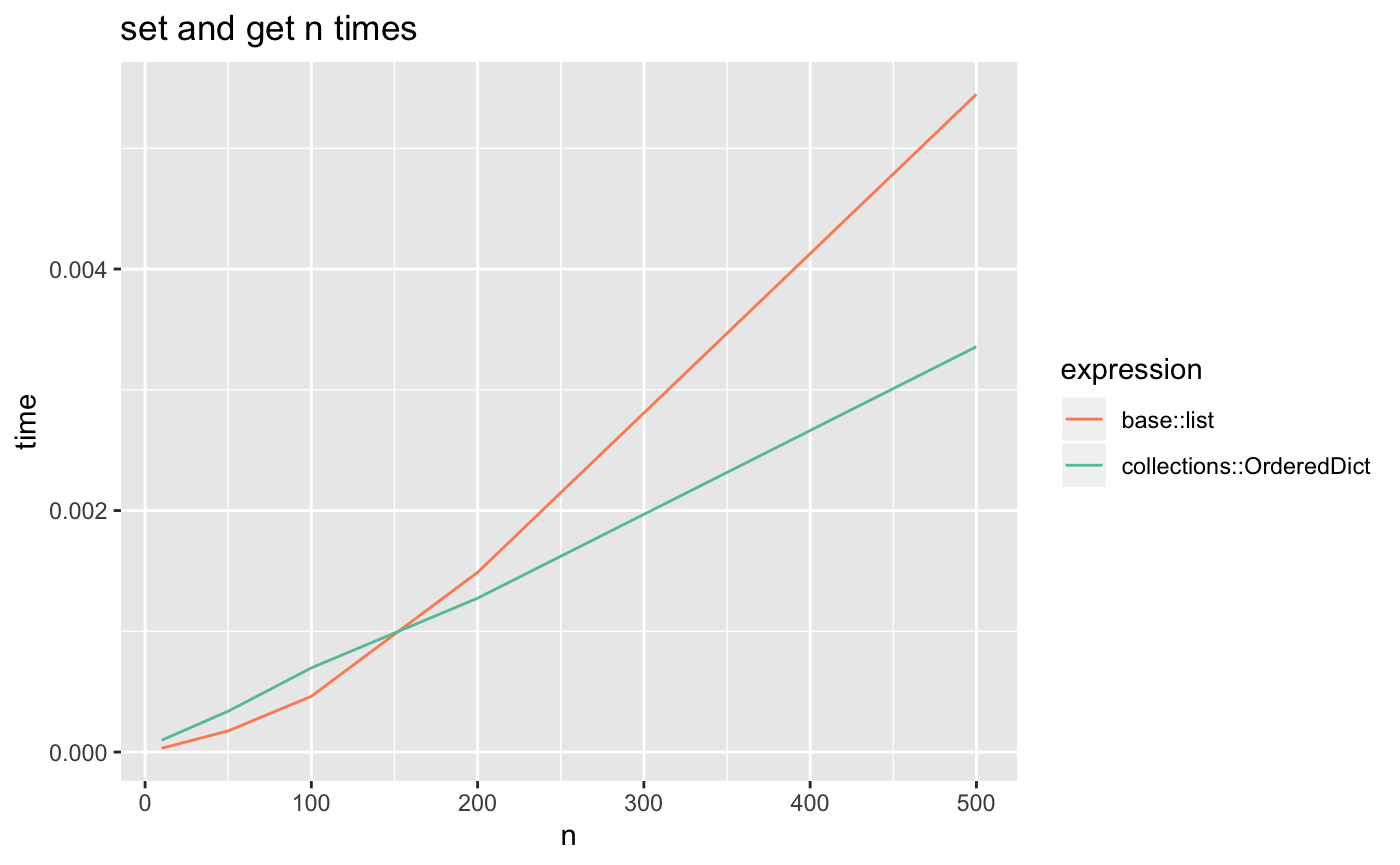 set and get n times
0.004
0.002
0.000
time
0 100 200 300 400 500
n
expression
base::list
collections::OrderedDict